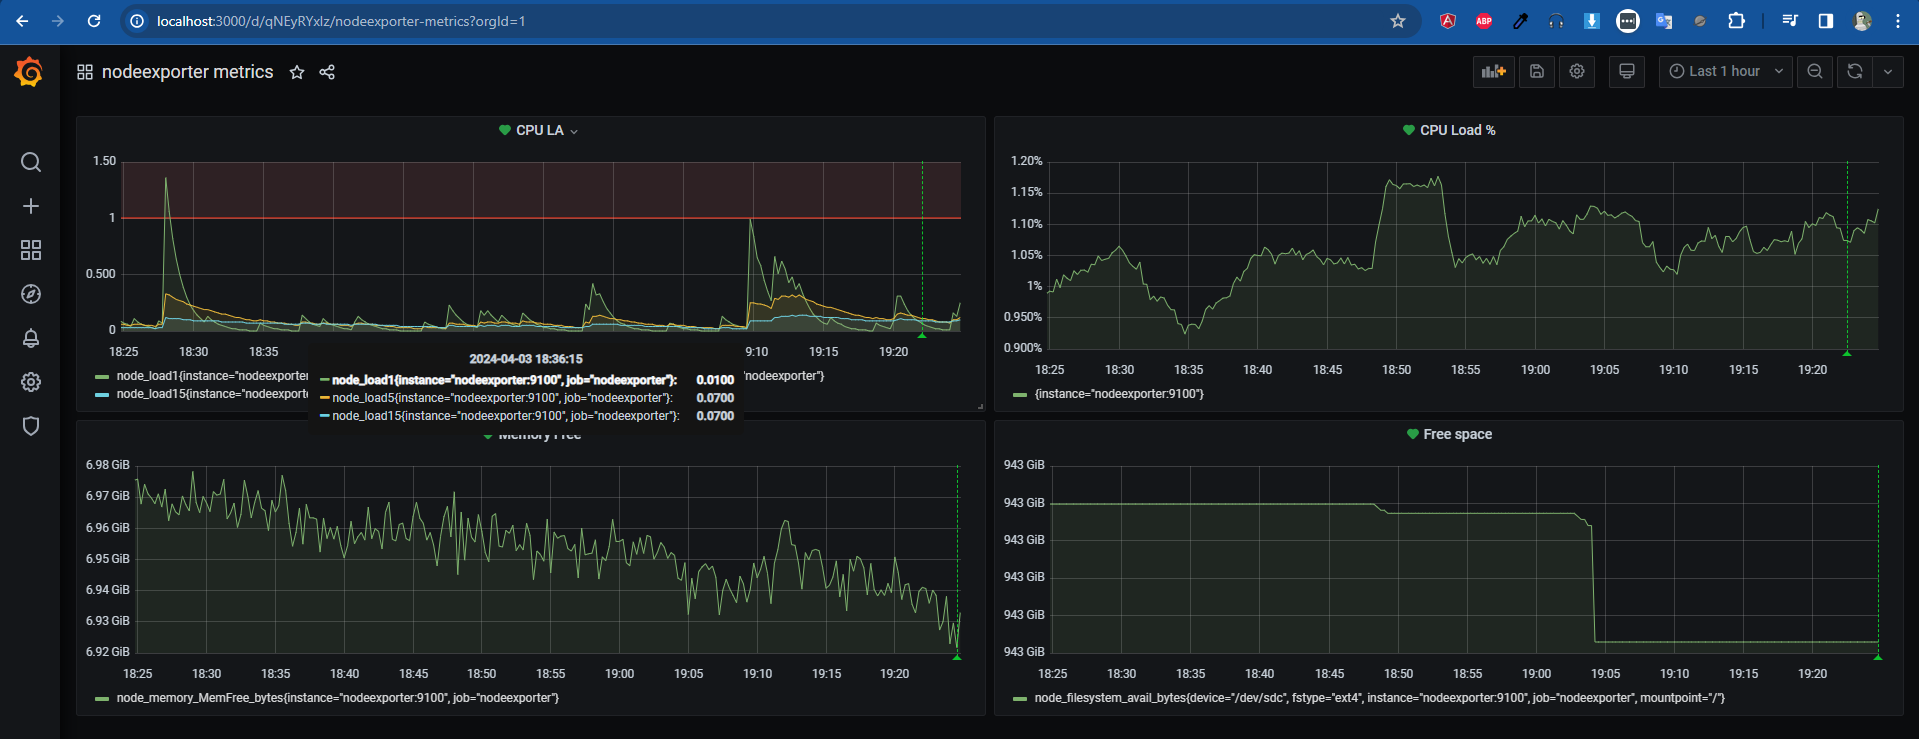 localhost:3000/d/qNEyRYxIz/nodeexporter-metrics?orgId=1
ABP
nodeexporter metrics
Last 1 hour
CPU LA
1.50
1
0.500
0
18:25 18:30 18:35 9:10 19:15 19:20
node_load1{instance="nodeexporter "nodeexporter"}
node_load15{instance="nodeexporte
2024-04-03 18:36:15
node_load1{instance="nodeexporter:9100", job="nodeexporter"}: 0.0100
node_load5{instance="nodeexporter:9100", job="nodeexporter"}: 0.0700
node_load15{instance="nodeexporter:9100", job="nodeexporter"}: 0.0700
CPU Load %
1.20%
1.15%
1.10%
1.05%
1%
0.950%
0.900%
18:25 18:30 18:35 18:40 18:45 18:50 18:55 19:00 19:05 19:10 19:15 19:20
{instance="nodeexporter:9100"}
Memory Free
6.98 GiB
6.97 GiB
6.96 GiB
6.95 GiB
6.94 GiB
6.93 GiB
6.92 GiB
18:25 18:30 18:35 18:40 18:45 18:50 18:55 19:00 19:05 19:10 19:15 19:20
node_memory_MemFree_bytes{instance="nodeexporter:9100", job="nodeexporter"}
Free space
943 GiB
943 GiB
943 GiB
943 GiB
943 GiB
943 GiB
18:25 18:30 18:35 18:40 18:45 18:50 18:55 19:00 19:05 19:10 19:15 19:20
node_filesystem_avail_bytes{device="/dev/sdc", fstype="ext4", instance="nodeexporter:9100", job="nodeexporter", mountpoint="/"}